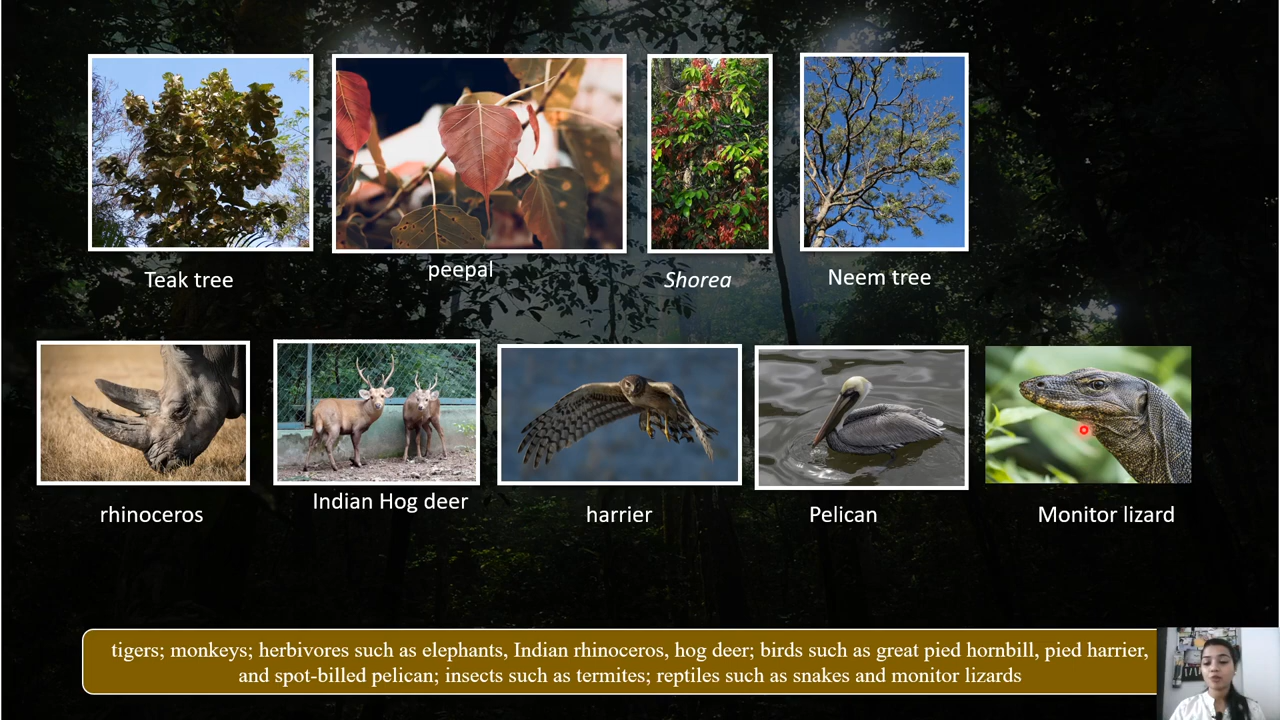 Teak tree
peepal
Shorea
Neem tree
rhinoceros
Indian Hog deer
harrier
Pelican
Monitor lizard
tigers; monkeys; herbivores such as elephants, Indian rhinoceros, hog deer; birds such as great pied hornbill, pied harrier,
and spot-billed pelican; insects such as termites; reptiles such as snakes and monitor lizards